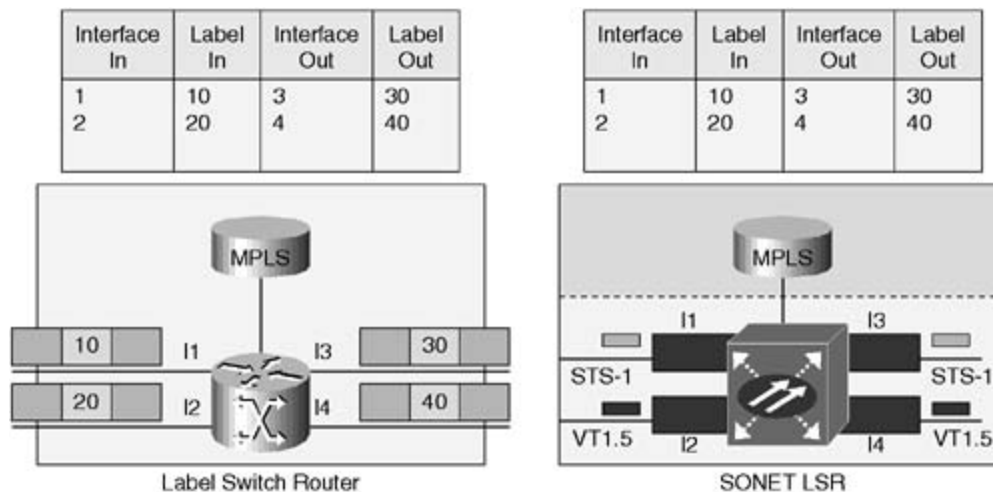 Interface In Label In Interface Out Label Out
1 10 3 30
2 20 4 40
Interface In Label In Interface Out Label Out
1 10 3 30
2 20 4 40
MPLS
10 I1 I3 30
20 I2 I4 40
Label Switch Router
MPLS
I1 I3
STS-1 STS-1
VT1.5 I2 I4 VT1.5
SONET LSR